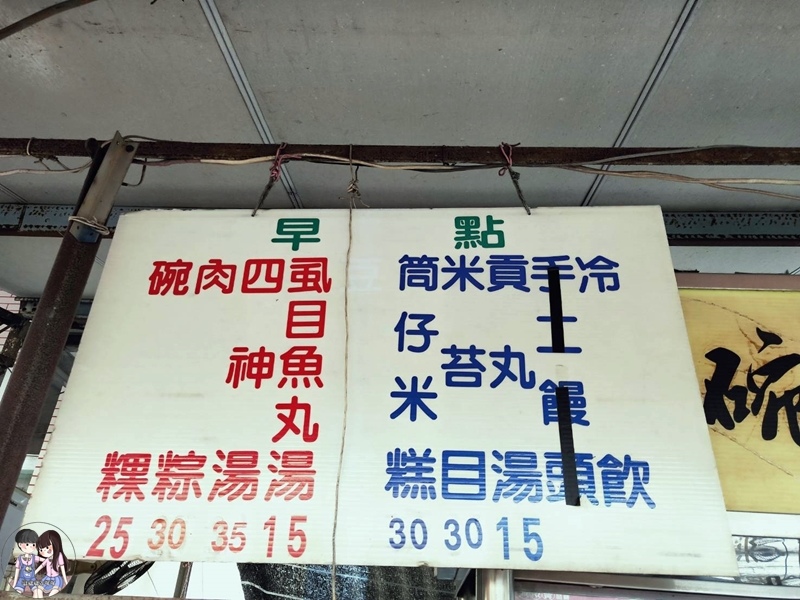 早點
冷飲
手工饅頭
貢丸湯 15
米苔目 30
筒仔米糕 30
虱目魚丸湯 15
四神湯 35
肉粽 30
碗粿 25
碗